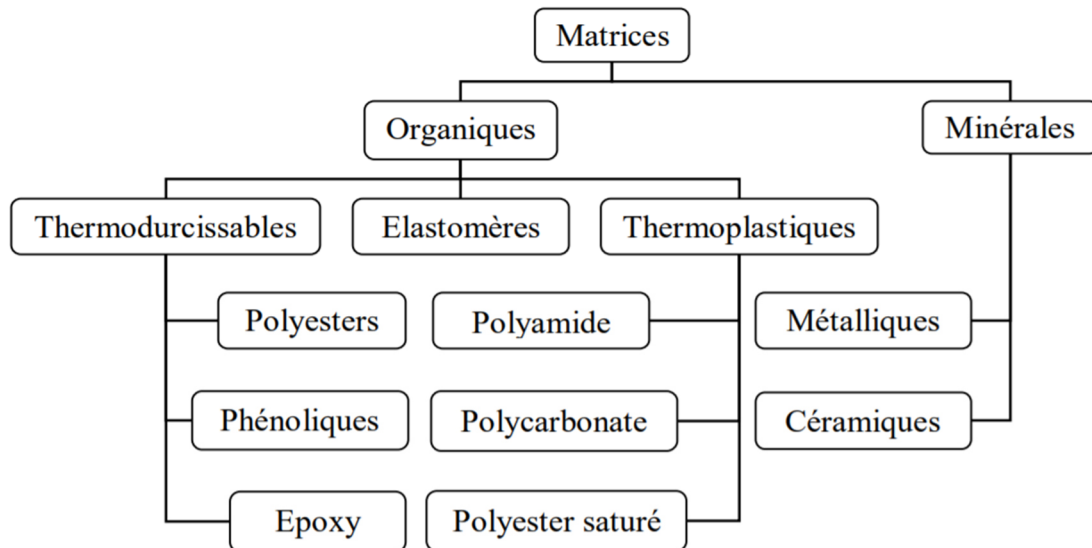 Matrices
Organiques
Minérales
Thermodurcissables
Elastomères
Thermoplastiques
Polyesters
Polyamide
Métalliques
Phénoliques
Polycarbonate
Céramiques
Epoxy
Polyester saturé